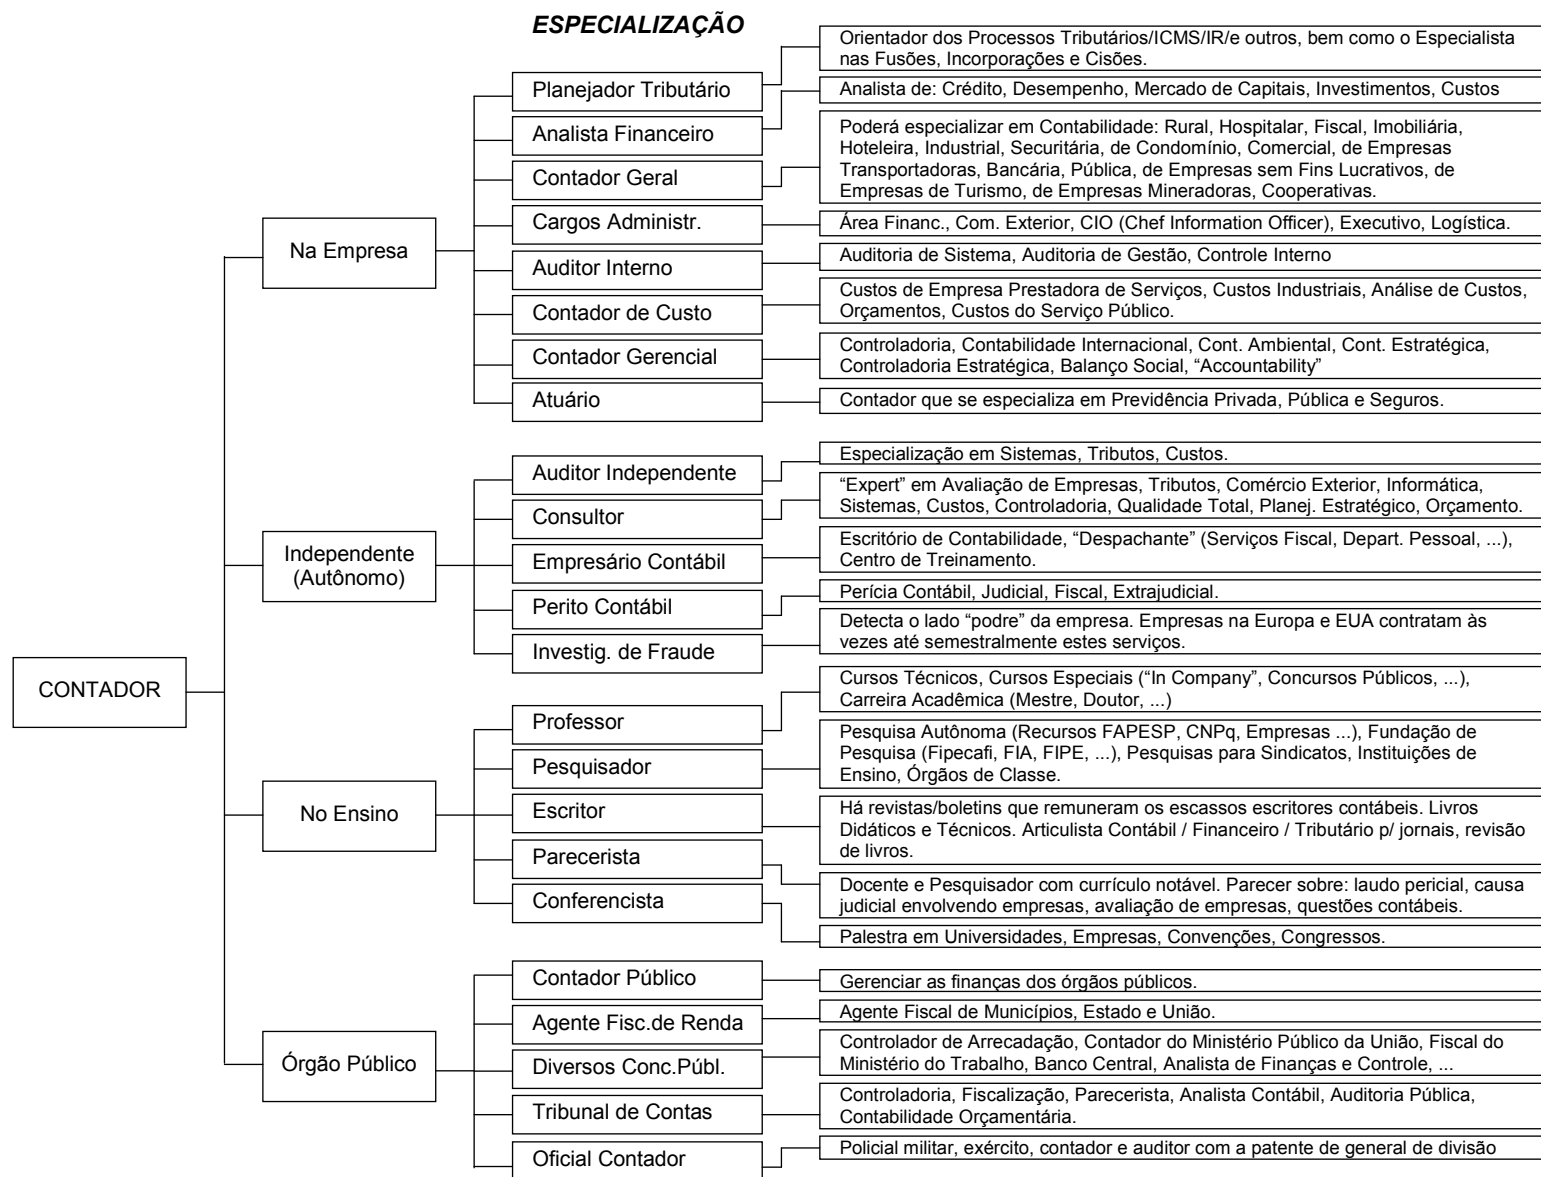 ESPECIALIZAÇÃO
CONTADOR
Na Empresa
Planejador Tributário
Orientador dos Processos Tributários/ICMS/IR/e outros, bem como o Especialista
nas Fusões, Incorporações e Cisões.
Analista Financeiro
Analista de: Crédito, Desempenho, Mercado de Capitais, Investimentos, Custos
Contador Geral
Poderá especializar em Contabilidade: Rural, Hospitalar, Fiscal, Imobiliária,
Hoteleira, Industrial, Securitária, de Condomínio, Comercial, de Empresas
Transportadoras, Bancária, Pública, de Empresas sem Fins Lucrativos, de
Empresas de Turismo, de Empresas Mineradoras, Cooperativas.
Cargos Administr.
Área Financ., Com. Exterior, CIO (Chef Information Officer), Executivo, Logística.
Auditor Interno
Auditoria de Sistema, Auditoria de Gestão, Controle Interno
Contador de Custo
Custos de Empresa Prestadora de Serviços, Custos Industriais, Análise de Custos,
Orçamentos, Custos do Serviço Público.
Contador Gerencial
Controladoria, Contabilidade Internacional, Cont. Ambiental, Cont. Estratégica,
Controladoria Estratégica, Balanço Social, “Accountability”
Atuário
Contador que se especializa em Previdência Privada, Pública e Seguros.
Independente
(Autônomo)
Auditor Independente
Especialização em Sistemas, Tributos, Custos.
Consultor
“Expert” em Avaliação de Empresas, Tributos, Comércio Exterior, Informática,
Sistemas, Custos, Controladoria, Qualidade Total, Planej. Estratégico, Orçamento.
Empresário Contábil
Escritório de Contabilidade, “Despachante” (Serviços Fiscal, Depart. Pessoal, ...),
Centro de Treinamento.
Perito Contábil
Perícia Contábil, Judicial, Fiscal, Extrajudicial.
Investig. de Fraude
Detecta o lado “podre” da empresa. Empresas na Europa e EUA contratam às
vezes até semestralmente estes serviços.
No Ensino
Professor
Cursos Técnicos, Cursos Especiais (“In Company”, Concursos Públicos, ...),
Carreira Acadêmica (Mestre, Doutor, ...)
Pesquisador
Pesquisa Autônoma (Recursos FAPESP, CNPq, Empresas ...), Fundação de
Pesquisa (Fipecafi, FIA, FIPE, ...), Pesquisas para Sindicatos, Instituições de
Ensino, Órgãos de Classe.
Escritor
Há revistas/boletins que remuneram os escassos escritores contábeis. Livros
Didáticos e Técnicos. Articulista Contábil / Financeiro / Tributário p/ jornais, revisão
de livros.
Parecerista
Docente e Pesquisador com currículo notável. Parecer sobre: laudo pericial, causa
judicial envolvendo empresas, avaliação de empresas, questões contábeis.
Conferencista
Palestra em Universidades, Empresas, Convenções, Congressos.
Órgão Público
Contador Público
Gerenciar as finanças dos órgãos públicos.
Agente Fisc.de Renda
Agente Fiscal de Municípios, Estado e União.
Diversos Conc.Públ.
Controlador de Arrecadação, Contador do Ministério Público da União, Fiscal do
Ministério do Trabalho, Banco Central, Analista de Finanças e Controle, ...
Tribunal de Contas
Controladoria, Fiscalização, Parecerista, Analista Contábil, Auditoria Pública,
Contabilidade Orçamentária.
Oficial Contador
Policial militar, exército, contador e auditor com a patente de general de divisão